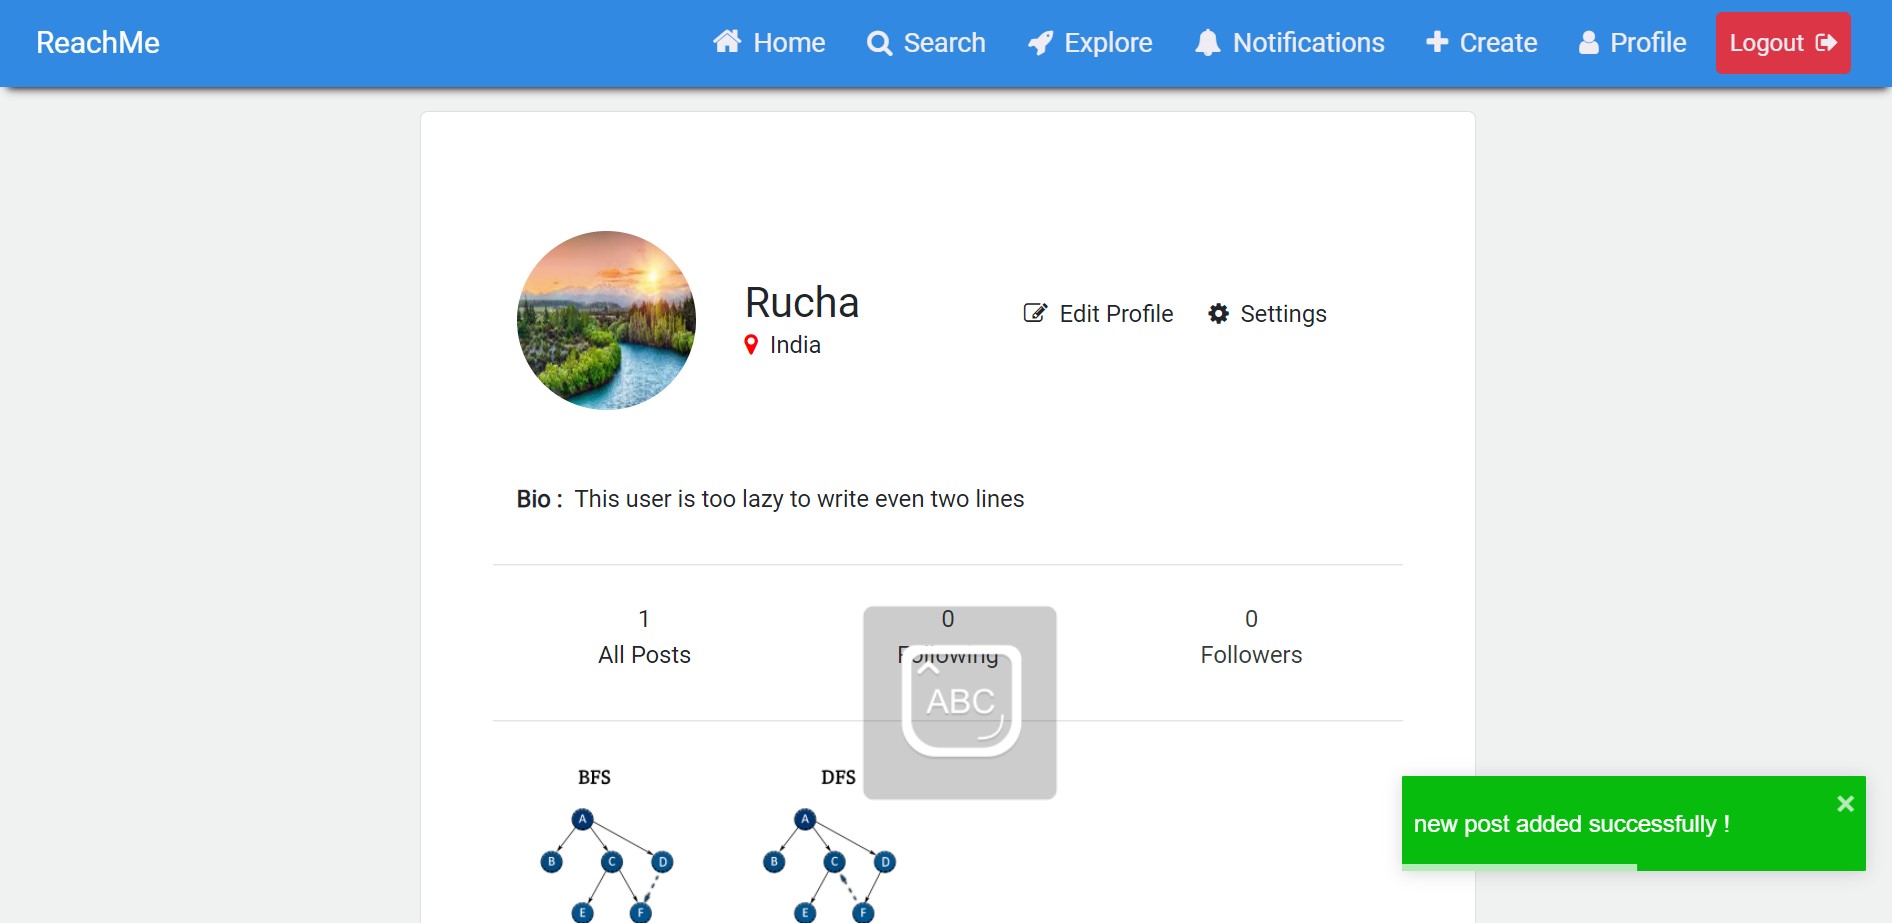 ReachMe Home Search Explore Notifications Create Profile Logout
Rucha
India
Edit Profile Settings
Bio : This user is too lazy to write even two lines
1 0 0
All Posts Following Followers
ABC
BFS DFS
new post added successfully !
A A
B C D B C D
E F E F